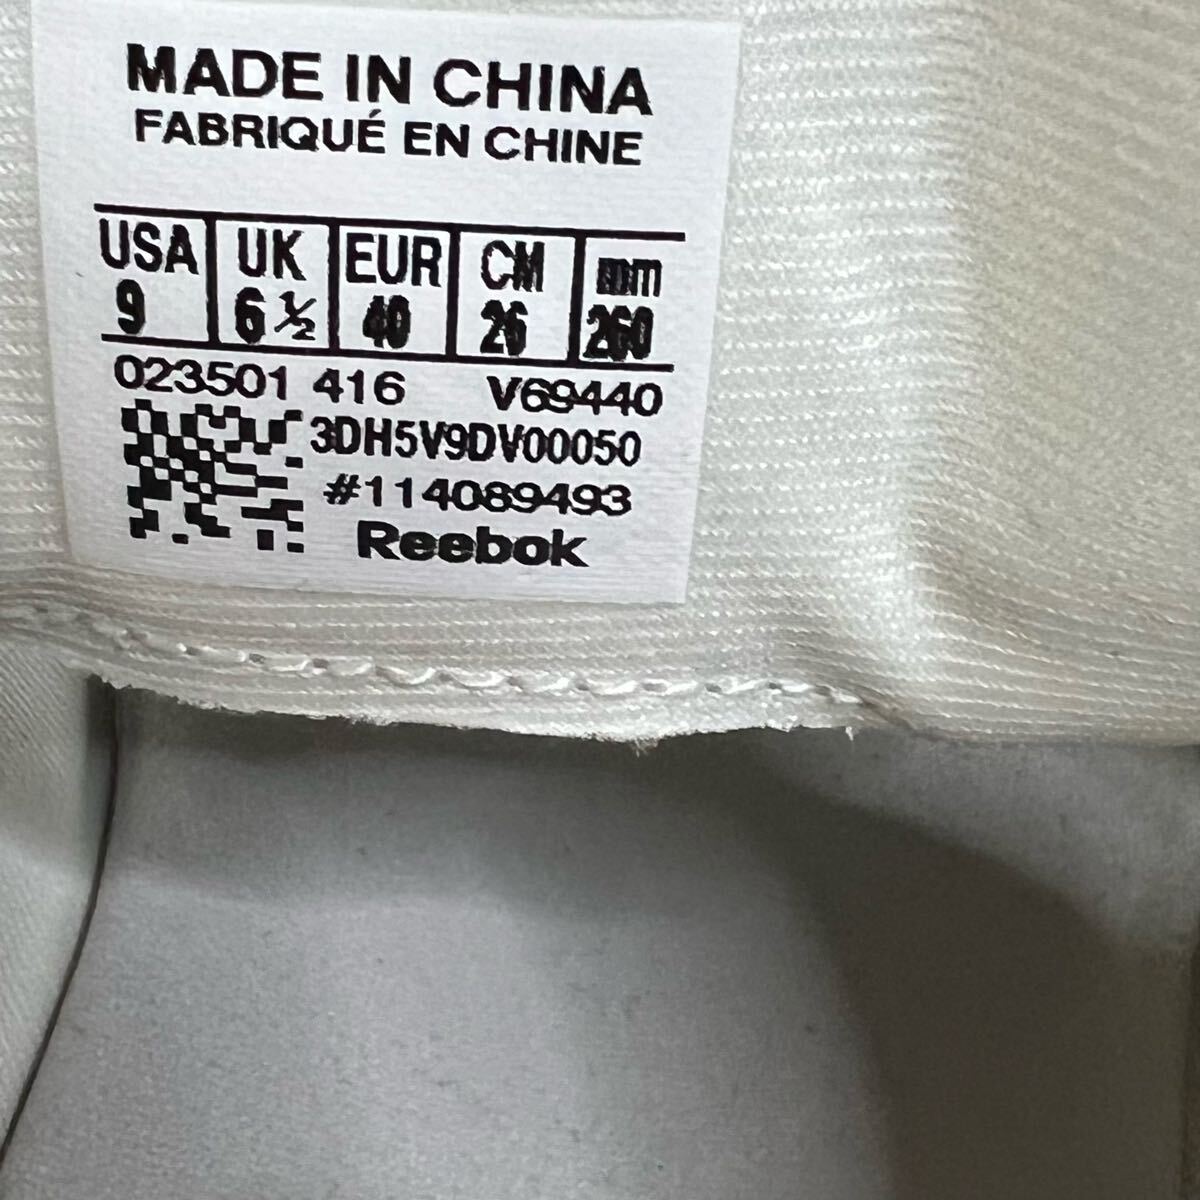 MADE IN CHINA
FABRIQUÉ EN CHINE
USA UK EUR CM mm
9 6 ½ 40 26 260
023501 416 V69440
3DH5V9DV00050
#114089493
Reebok